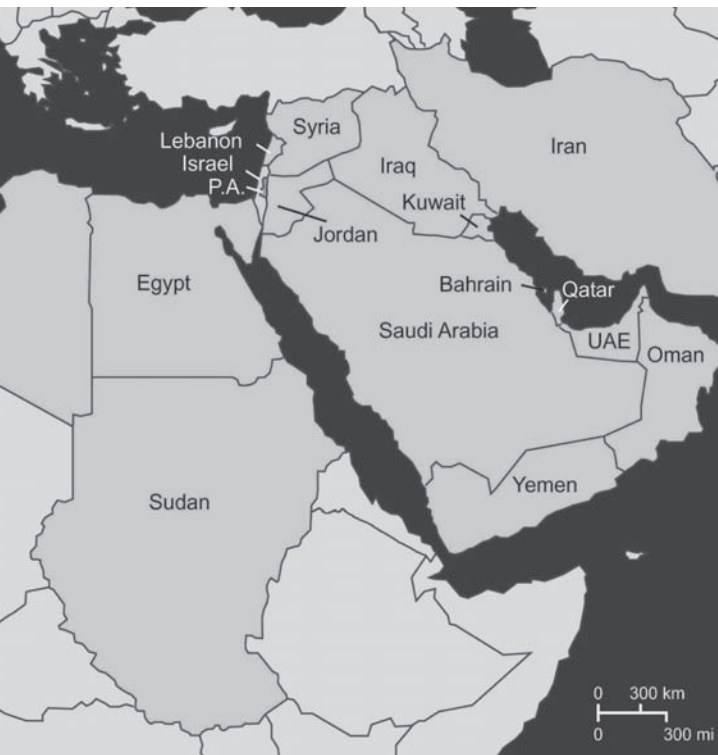 Syria
Lebanon
Iran
Israel
Iraq
P.A.
Kuwait
Jordan
Egypt
Bahrain
Qatar
Saudi Arabia
UAE
Oman
Yemen
Sudan
0 300 km
0 300 mi